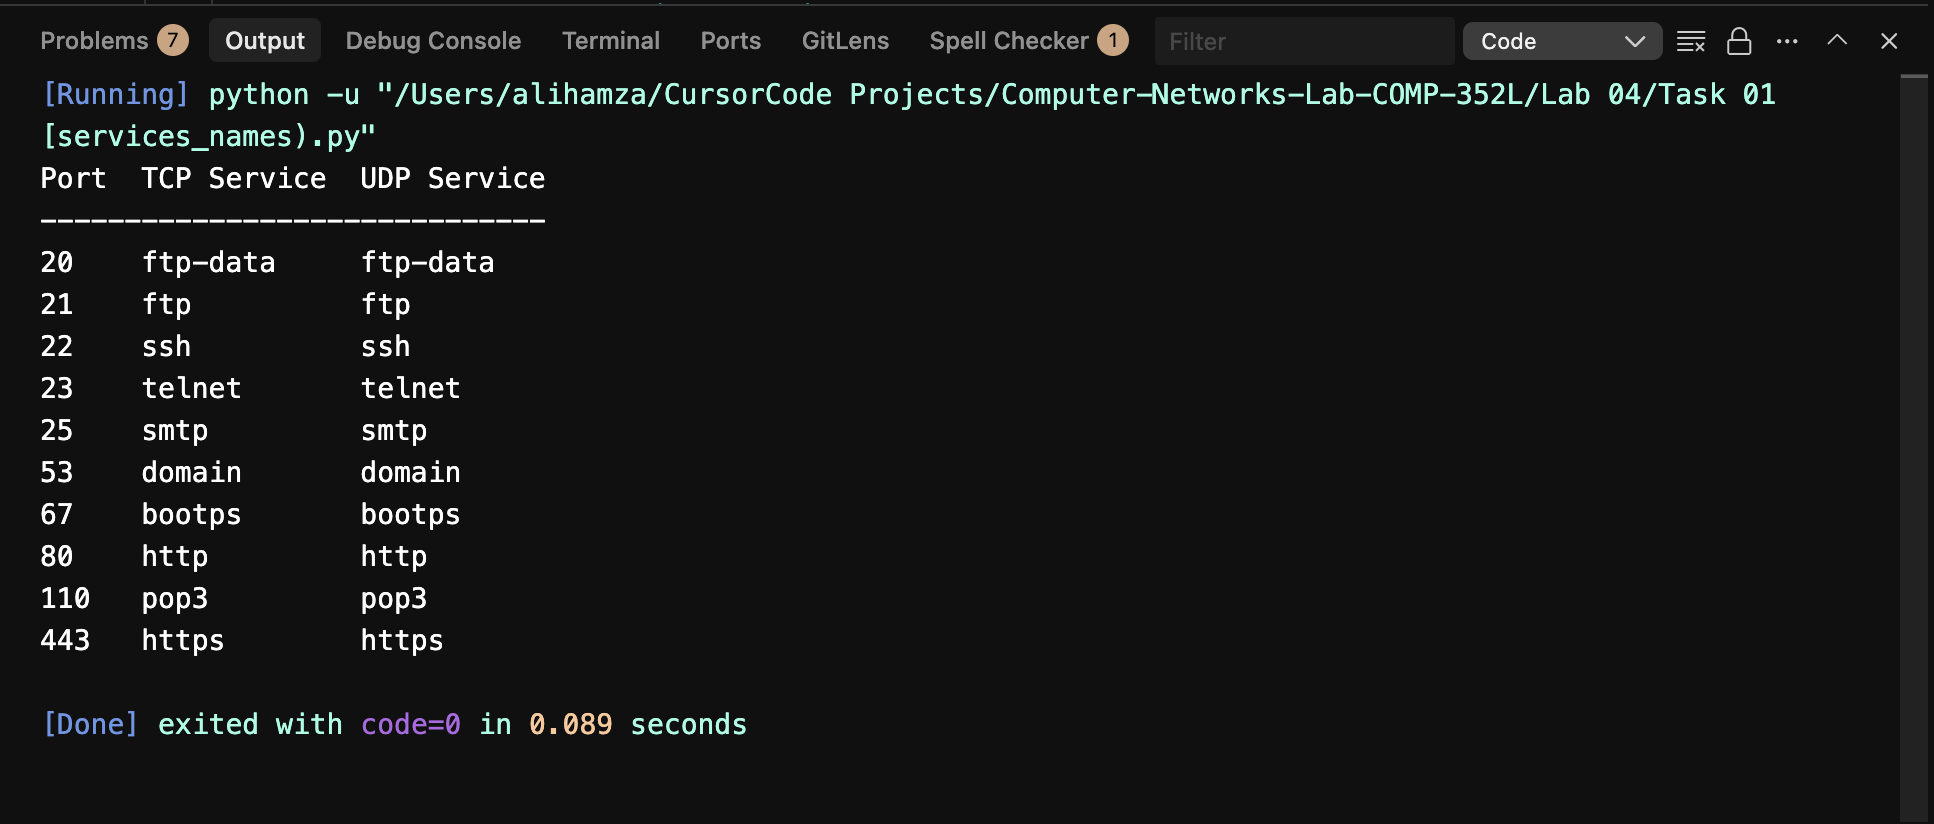 Problems 7 Output Debug Console Terminal Ports GitLens Spell Checker 1 Filter Code
[Running] python -u "/Users/alihamza/CursorCode Projects/Computer-Networks-Lab-COMP-352L/Lab 04/Task 01
[services_names).py"
Port  TCP Service  UDP Service
------------------------------
20    ftp-data     ftp-data
21    ftp          ftp
22    ssh          ssh
23    telnet       telnet
25    smtp         smtp
53    domain       domain
67    bootps       bootps
80    http         http
110   pop3         pop3
443   https        https
[Done] exited with code=0 in 0.089 seconds